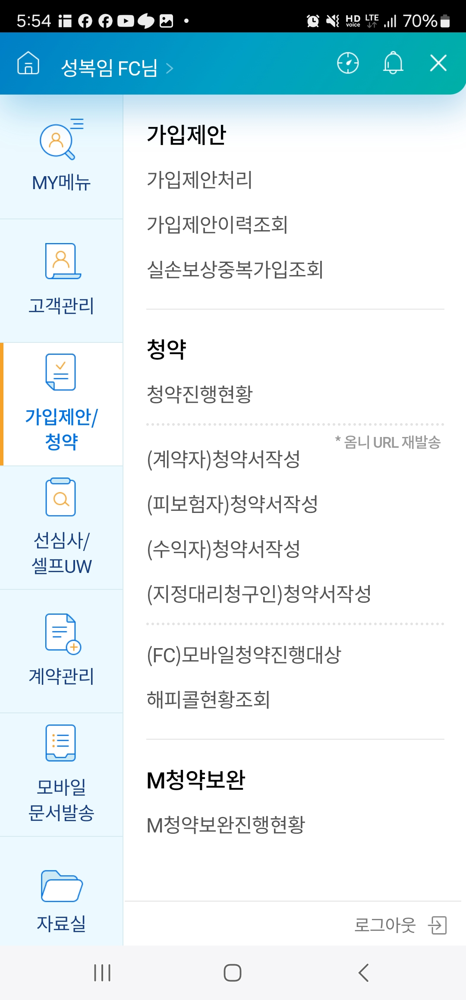 5:54
HD voice LTE 70%
성복임 FC님
MY메뉴
고객관리
가입제안/
청약
선심사/
셀프UW
계약관리
모바일
문서발송
자료실
가입제안
가입제안처리
가입제안이력조회
실손보상중복가입조회
청약
청약진행현황
* 옴니 URL 재발송
(계약자)청약서작성
(피보험자)청약서작성
(수익자)청약서작성
(지정대리청구인)청약서작성
(FC)모바일청약진행대상
해피콜현황조회
M청약보완
M청약보완진행현황
로그아웃